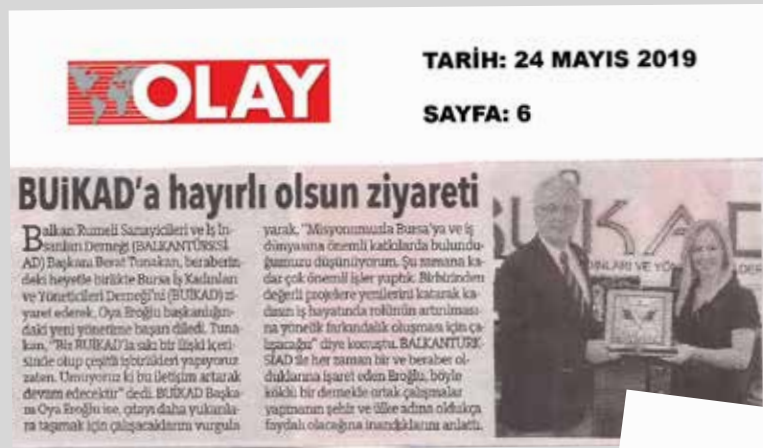 OLAY
TARİH: 24 MAYIS 2019
SAYFA: 6
BUİKAD'a hayırlı olsun ziyareti
Balkan Rumeli Sanayicileri ve İş İn-
sanları Derneği (BALKANTÜRKSİ
AD) Başkanı Berat Tunakan, beraberin-
deki heyetle birlikte Bursa İş Kadınları
ve Yöneticileri Derneği'ni (BUİKAD) zi-
yaret ederek, Oya Eroğlu başkanlığın-
daki yeni yönetime başarı diledi. Tuna-
kan, "Biz BUİKAD'la sıkı bir ilişki içeri-
sinde olup çeşitli işbirlikleri yapıyoruz
zaten. Umuyoruz ki bu iletişim artarak
devam edecektir" dedi. BUİKAD Başka-
nı Oya Eroğlu ise, çıtayı daha yukarıla-
ra taşımak için çalışacaklarını vurgula
yarak, "Misyonumuzla Bursa'ya ve iş
dünyasına önemli katkılarda bulundu-
ğumuzu düşünüyorum. Şu zamana ka-
dar çok önemli işler yaptık. Birbirinden
değerli projelere yenilerini katarak ka-
dının iş hayatında rolünün artırılması-
na yönelik farkındalık oluşması için ça-
lışacağız" diye konuştu. BALKANTÜRK-
SİAD ile her zaman bir ve beraber ol-
duklarına işaret eden Eroğlu, böyle
köklü bir dernekle ortak çalışmalar
yapmanın şehir ve ülke adına oldukça
faydalı olacağına inandıklarını anlattı.